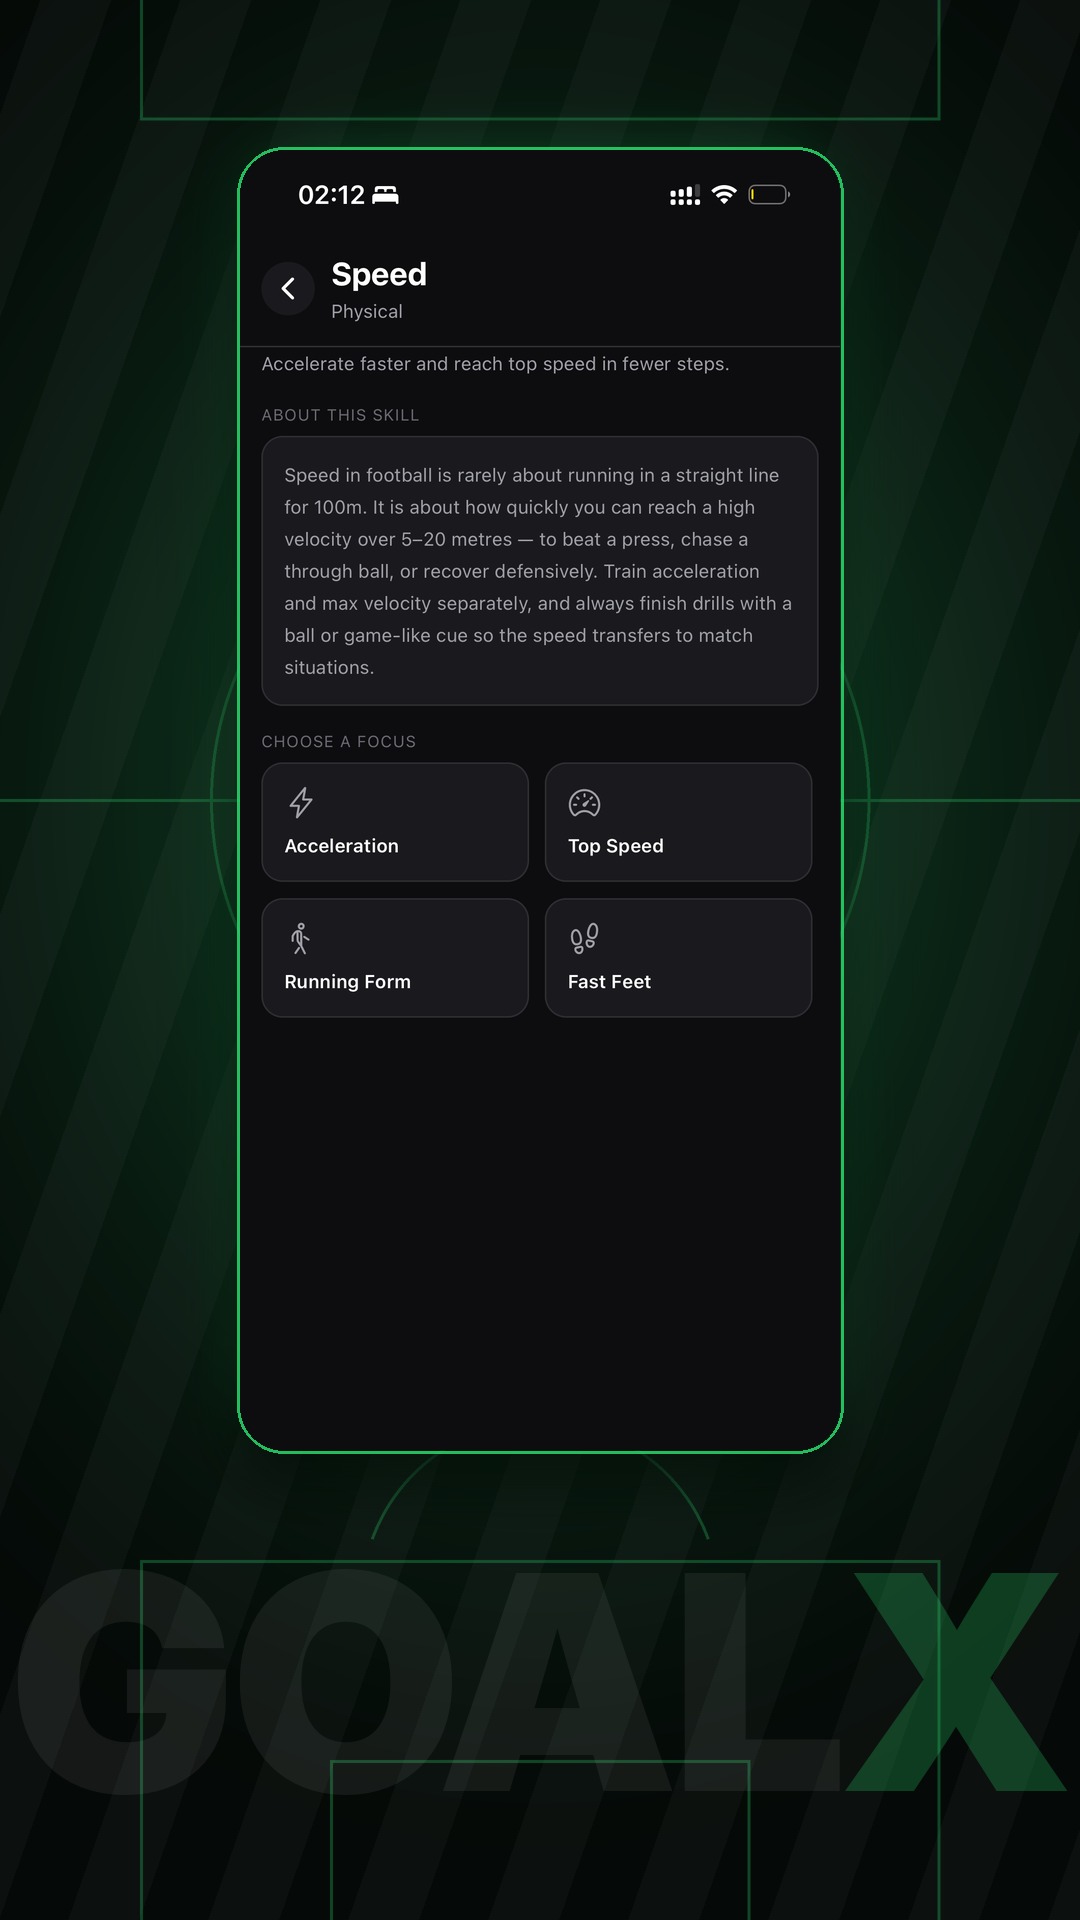 02:12
Speed
Physical
Accelerate faster and reach top speed in fewer steps.
ABOUT THIS SKILL
Speed in football is rarely about running in a straight line
for 100m. It is about how quickly you can reach a high
velocity over 5–20 metres — to beat a press, chase a
through ball, or recover defensively. Train acceleration
and max velocity separately, and always finish drills with a
ball or game-like cue so the speed transfers to match
situations.
CHOOSE A FOCUS
Acceleration
Top Speed
Running Form
Fast Feet
GOALX